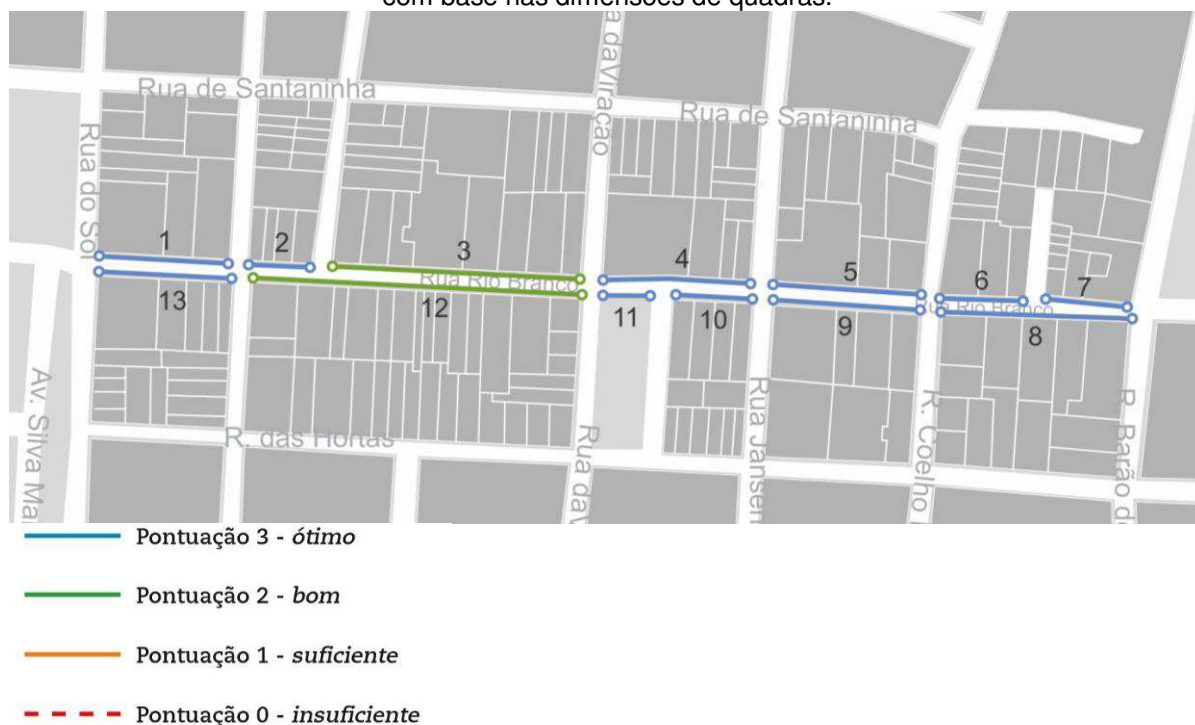 com base nas dimensões de quadras.
a da Viração
Rua de Santaninha
Rua de Santaninha
Rua do Sol
1
2
3
4
5
6
7
Rua Rio Branco
Rua Rio Branco
13
12
11
10
9
8
Av. Silva Mai
R. das Hortas
Rua da V
Rua Jansen
R. Coelho
R. Barão d
Pontuação 3 - ótimo
Pontuação 2 - bom
Pontuação 1 - suficiente
Pontuação 0 - insuficiente